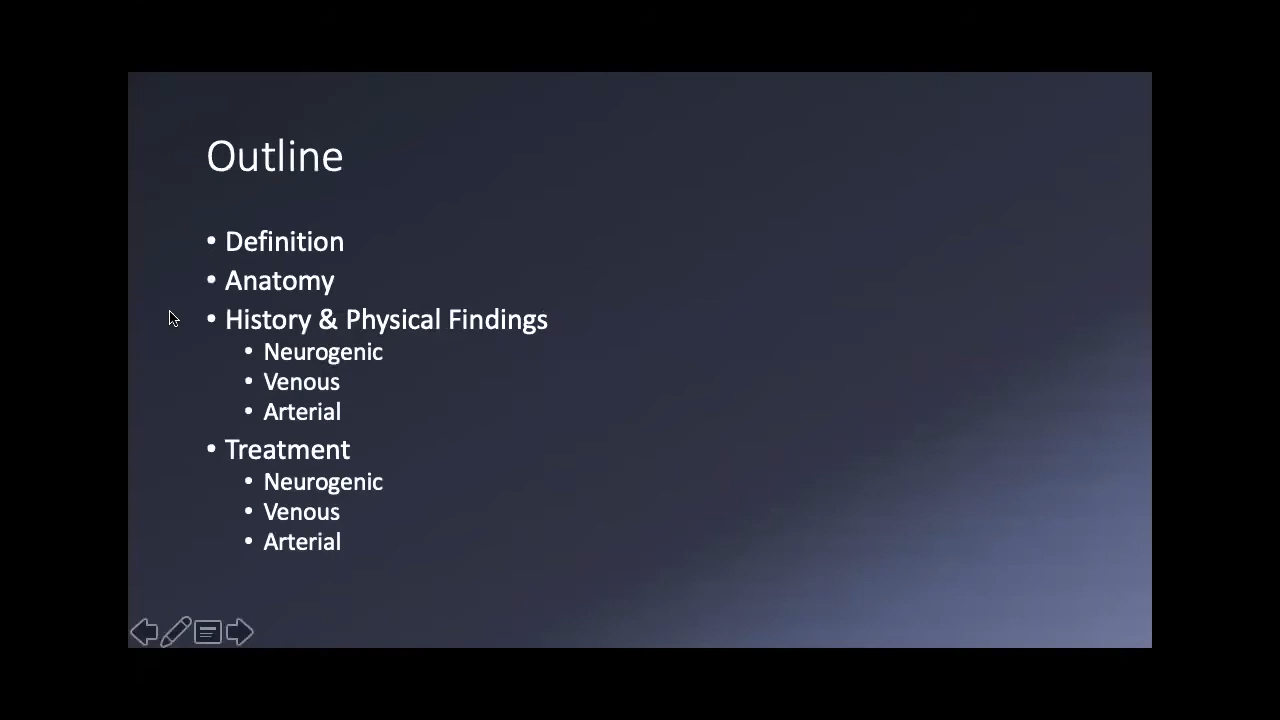 Outline
• Definition
• Anatomy
• History & Physical Findings
• Neurogenic
• Venous
• Arterial
• Treatment
• Neurogenic
• Venous
• Arterial